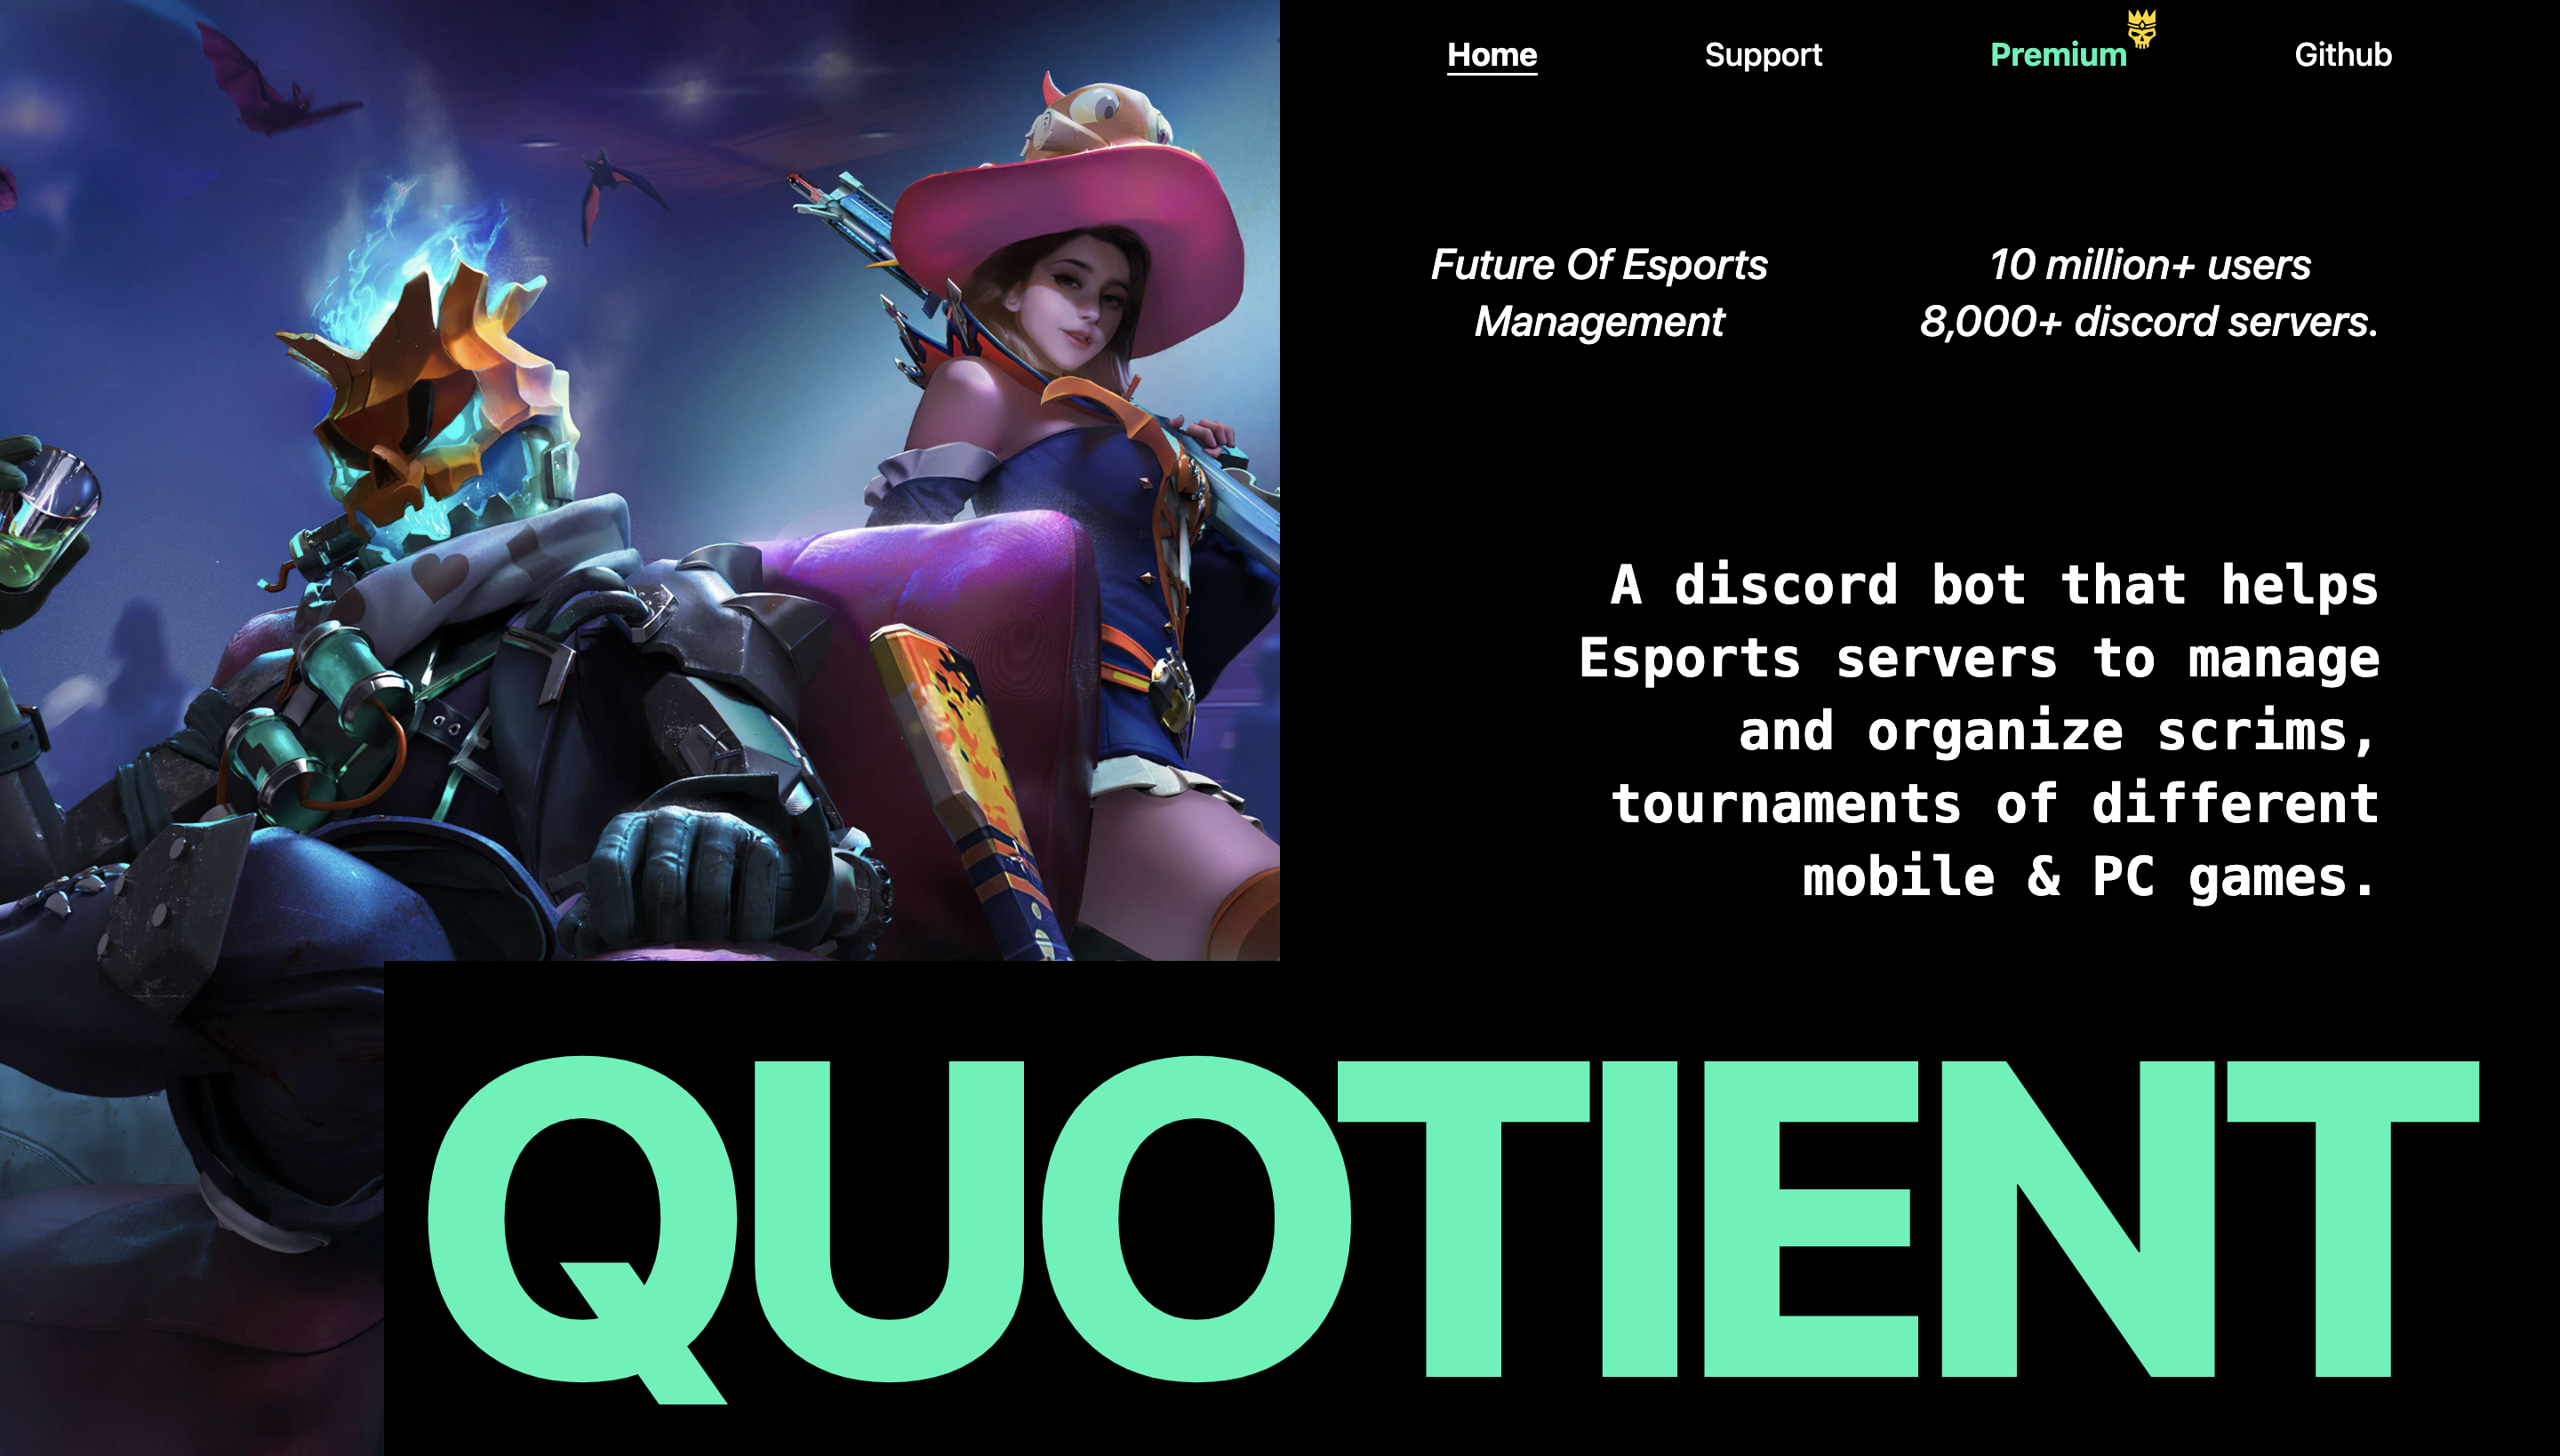 Home
Support
Premium
Github
Future Of Esports
Management
10 million+ users
8,000+ discord servers.
A discord bot that helps
Esports servers to manage
and organize scrims,
tournaments of different
mobile & PC games.
QUOTIENT